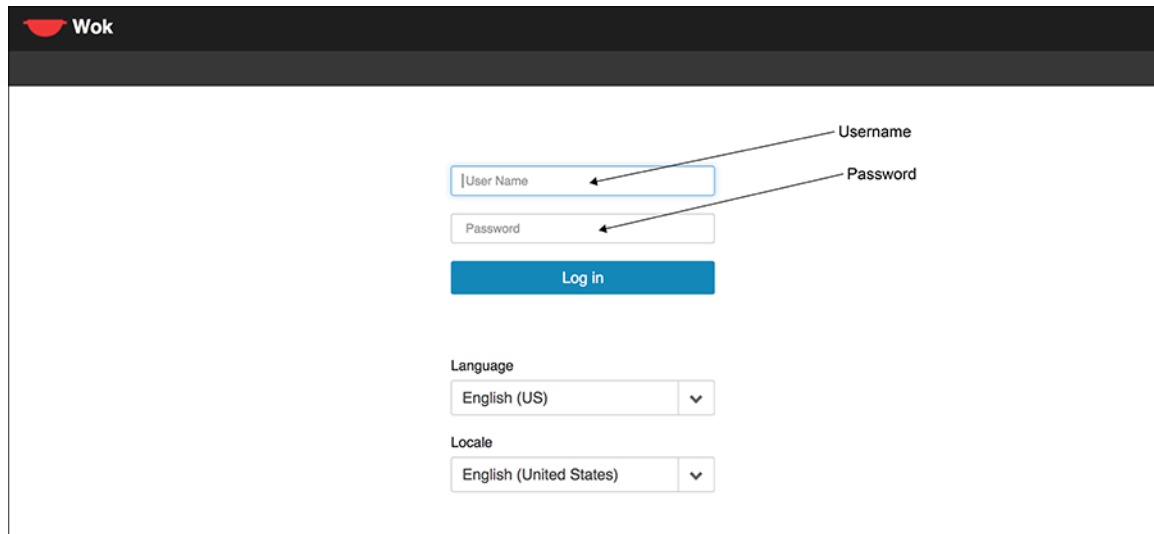 Wok
Username
User Name
Password
Password
Log in
Language
English (US)
Locale
English (United States)